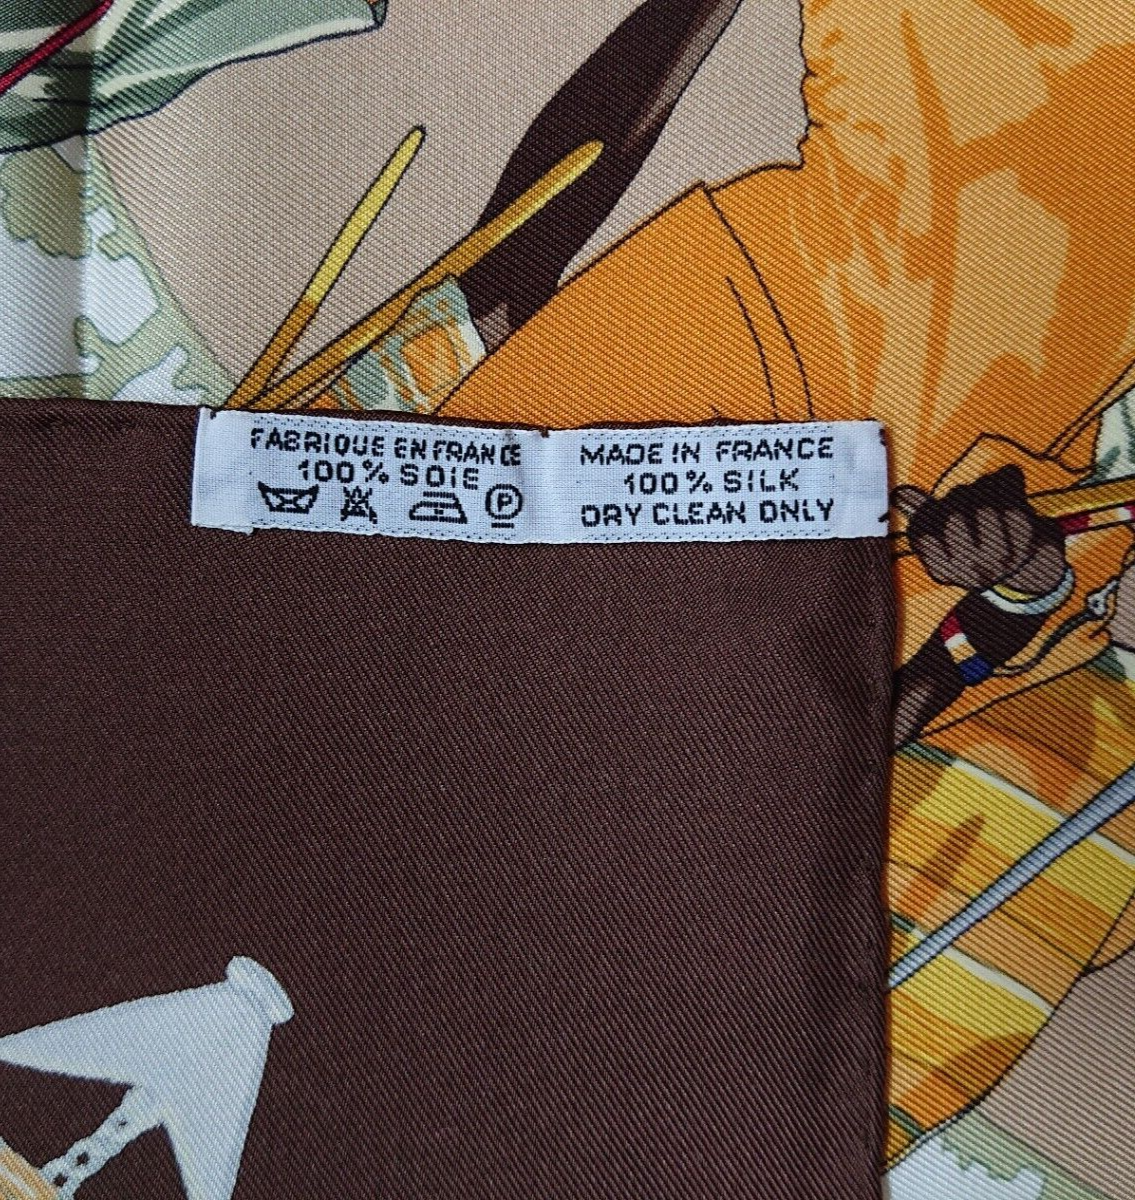 FABRIQUE EN FRANCE
100% SOIE
P
MADE IN FRANCE
100% SILK
DRY CLEAN ONLY